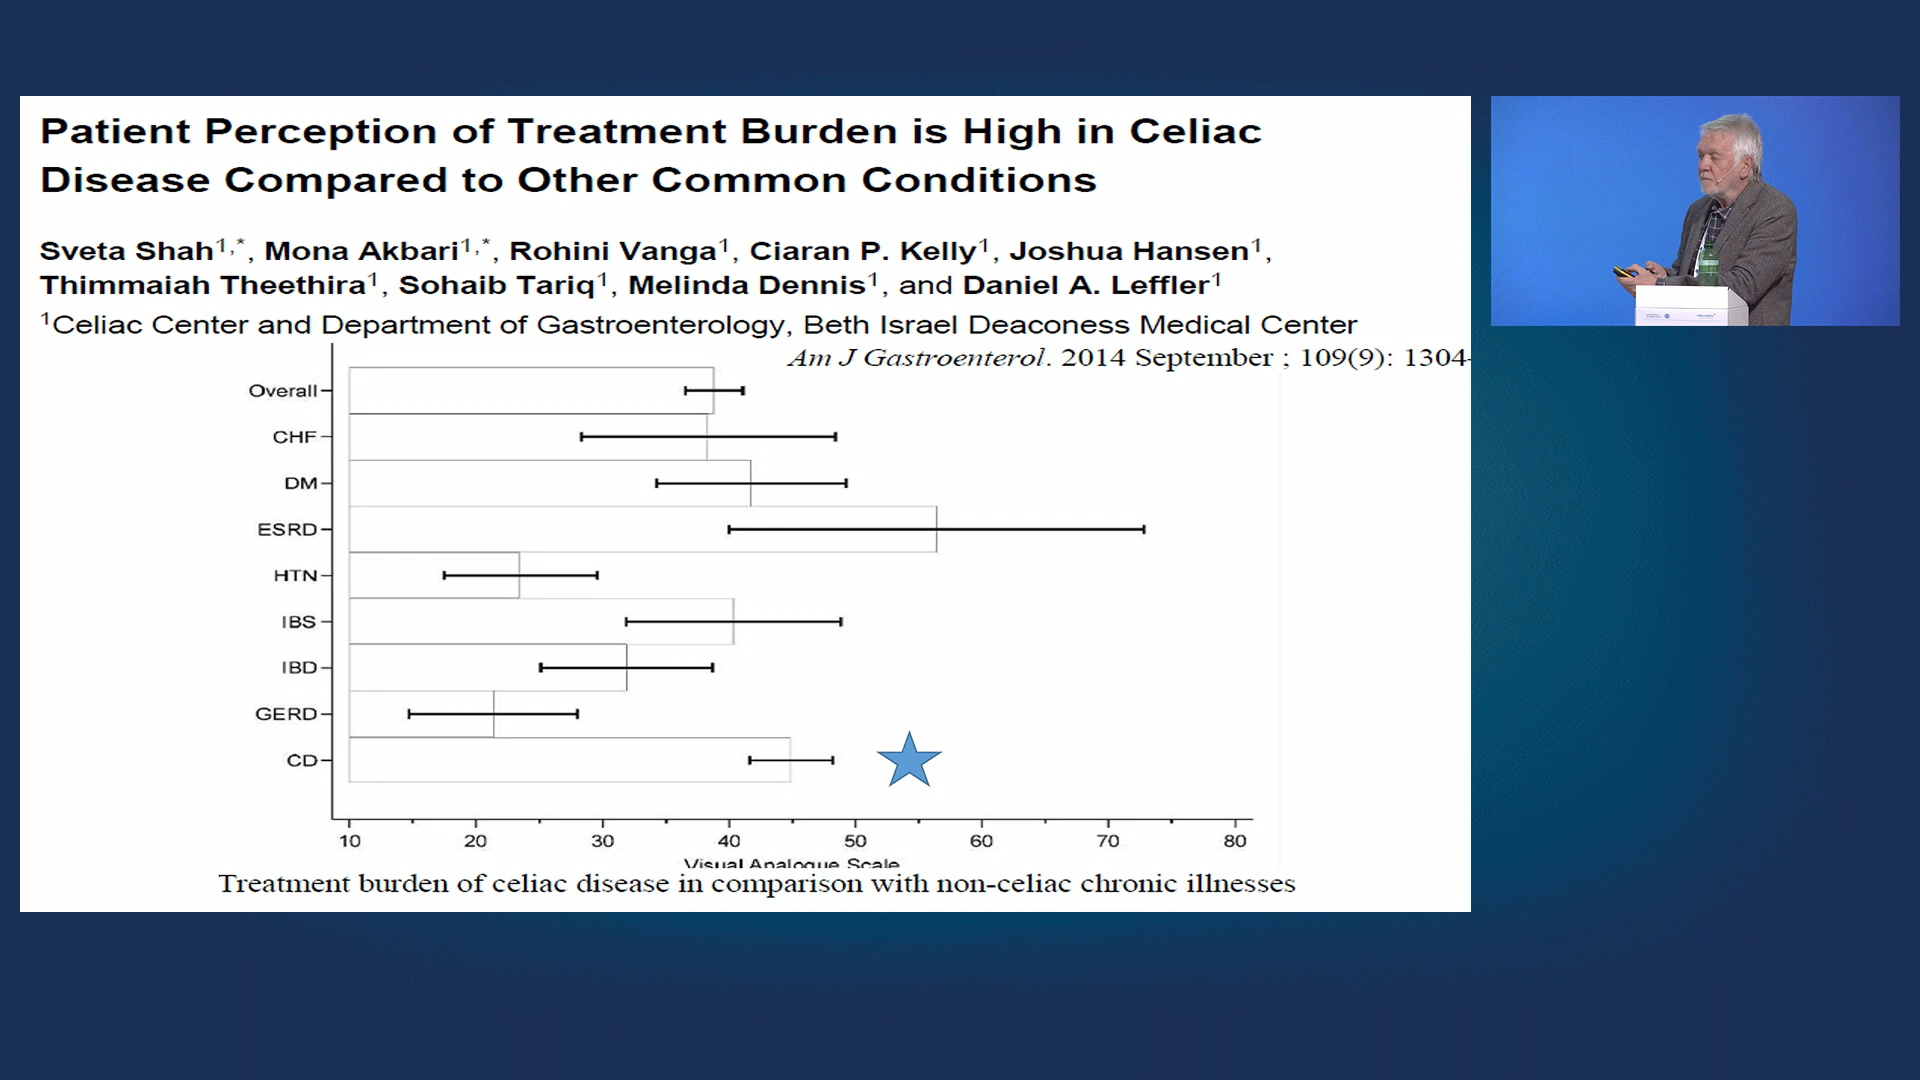 Patient Perception of Treatment Burden is High in Celiac
Disease Compared to Other Common Conditions
Sveta Shah1,*, Mona Akbari1,*, Rohini Vanga1, Ciaran P. Kelly1, Joshua Hansen1,
Thimmaiah Theethira1, Sohaib Tariq1, Melinda Dennis1, and Daniel A. Leffler1
1Celiac Center and Department of Gastroenterology, Beth Israel Deaconess Medical Center
Am J Gastroenterol. 2014 September ; 109(9): 1304-
Overall
CHF
DM
ESRD
HTN
IBS
IBD
GERD
CD
10 20 30 40 50 60 70 80
Visual Analogue Scale
Treatment burden of celiac disease in comparison with non-celiac chronic illnesses